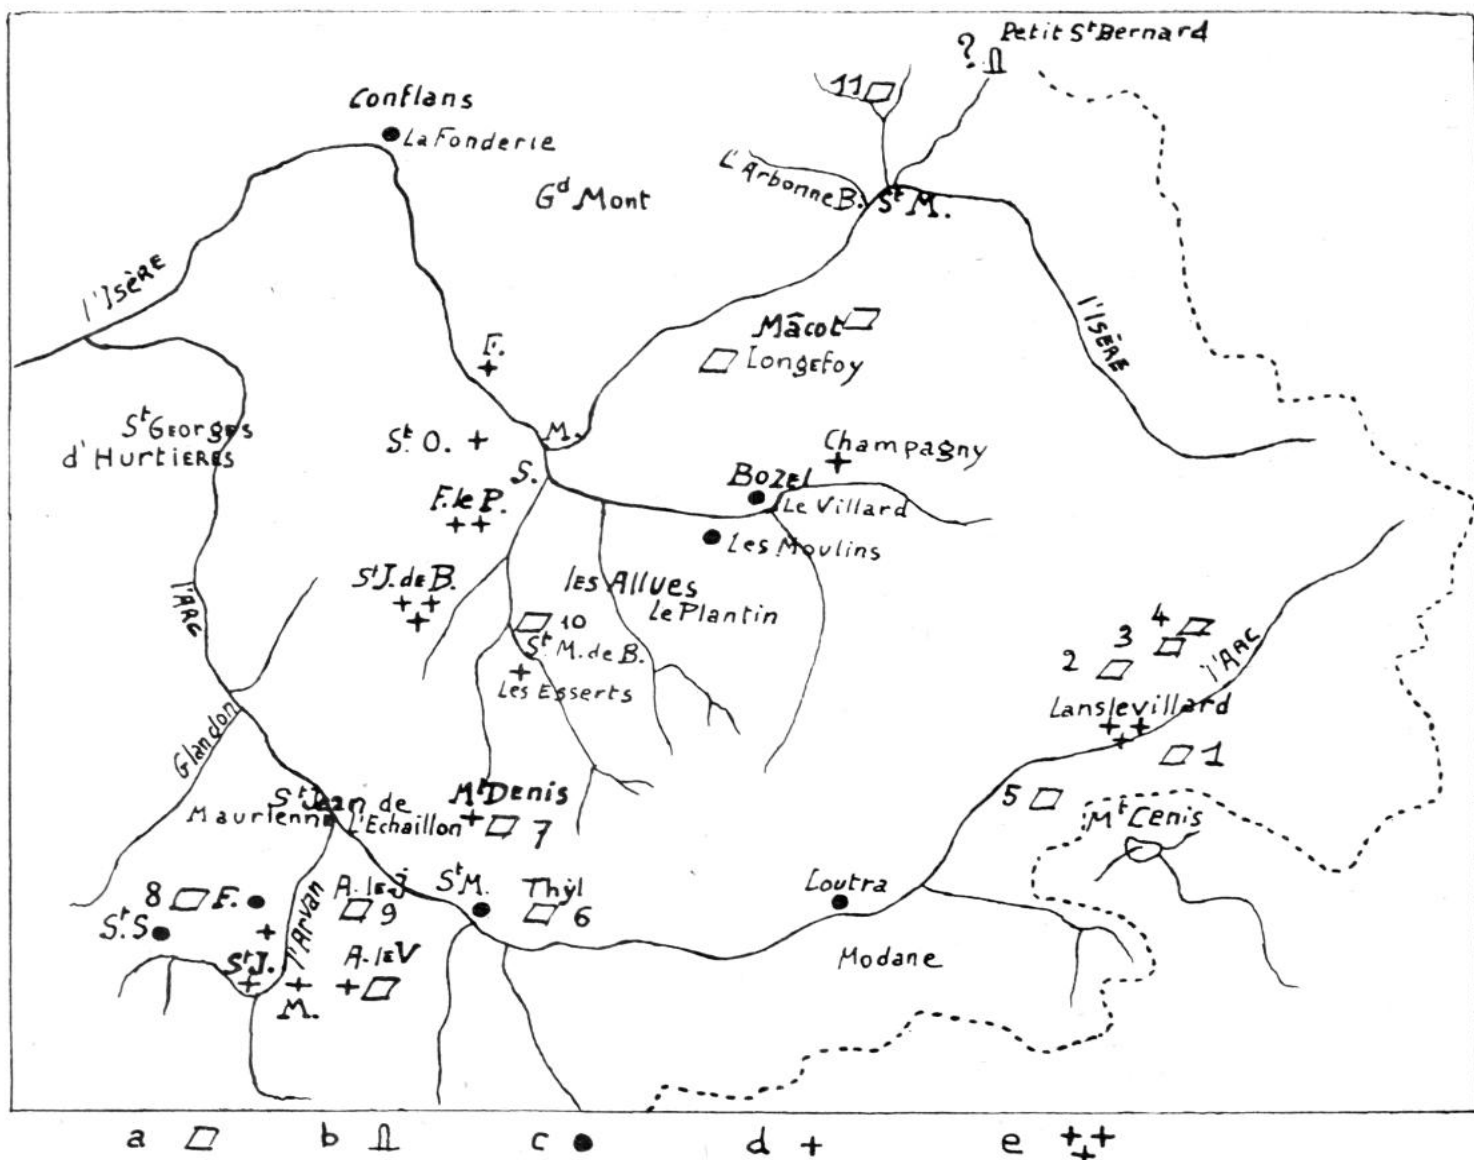 Petit St Bernard
?
11
Conflans
La Fonderie
Gd Mont
L'Arbonne B.
St M.
l'Isère
l'Isère
Mâcot
Longefoy
F.
St Georges
d'Hurtieres
St. O.
M.
S.
Champagny
Bozel
Le Villard
F. le P.
Les Moulins
St J. de B.
les Allues
Le Plantin
l'Arc
10
St. M. de B.
Les Esserts
4
3
2
l'Arc
Lanslevillard
1
Glandon
5
Mt Cenis
Mt Denis
7
St Jean de
Maurienne
l'Echaillon
8
E.
A. le J
9
St M.
Thyl
6
Loutra
St. S
l'Arvan
St J.
M.
A. le V
Modane
a b c d e